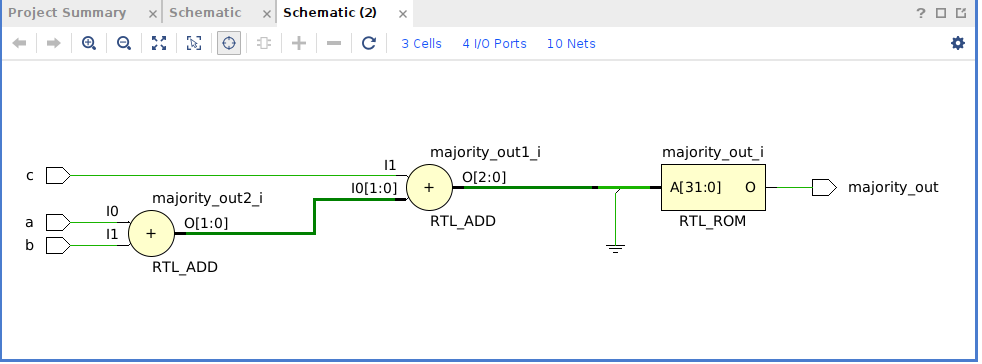 Project Summary × Schematic × Schematic (2) × ? 
3 Cells 4 I/O Ports 10 Nets
majority_out1_i
majority_out_i
c
I1
I0[1:0]
+
O[2:0]
A[31:0] O
majority_out
majority_out2_i
RTL_ADD
RTL_ROM
a
I0
O[1:0]
b
I1
+
RTL_ADD